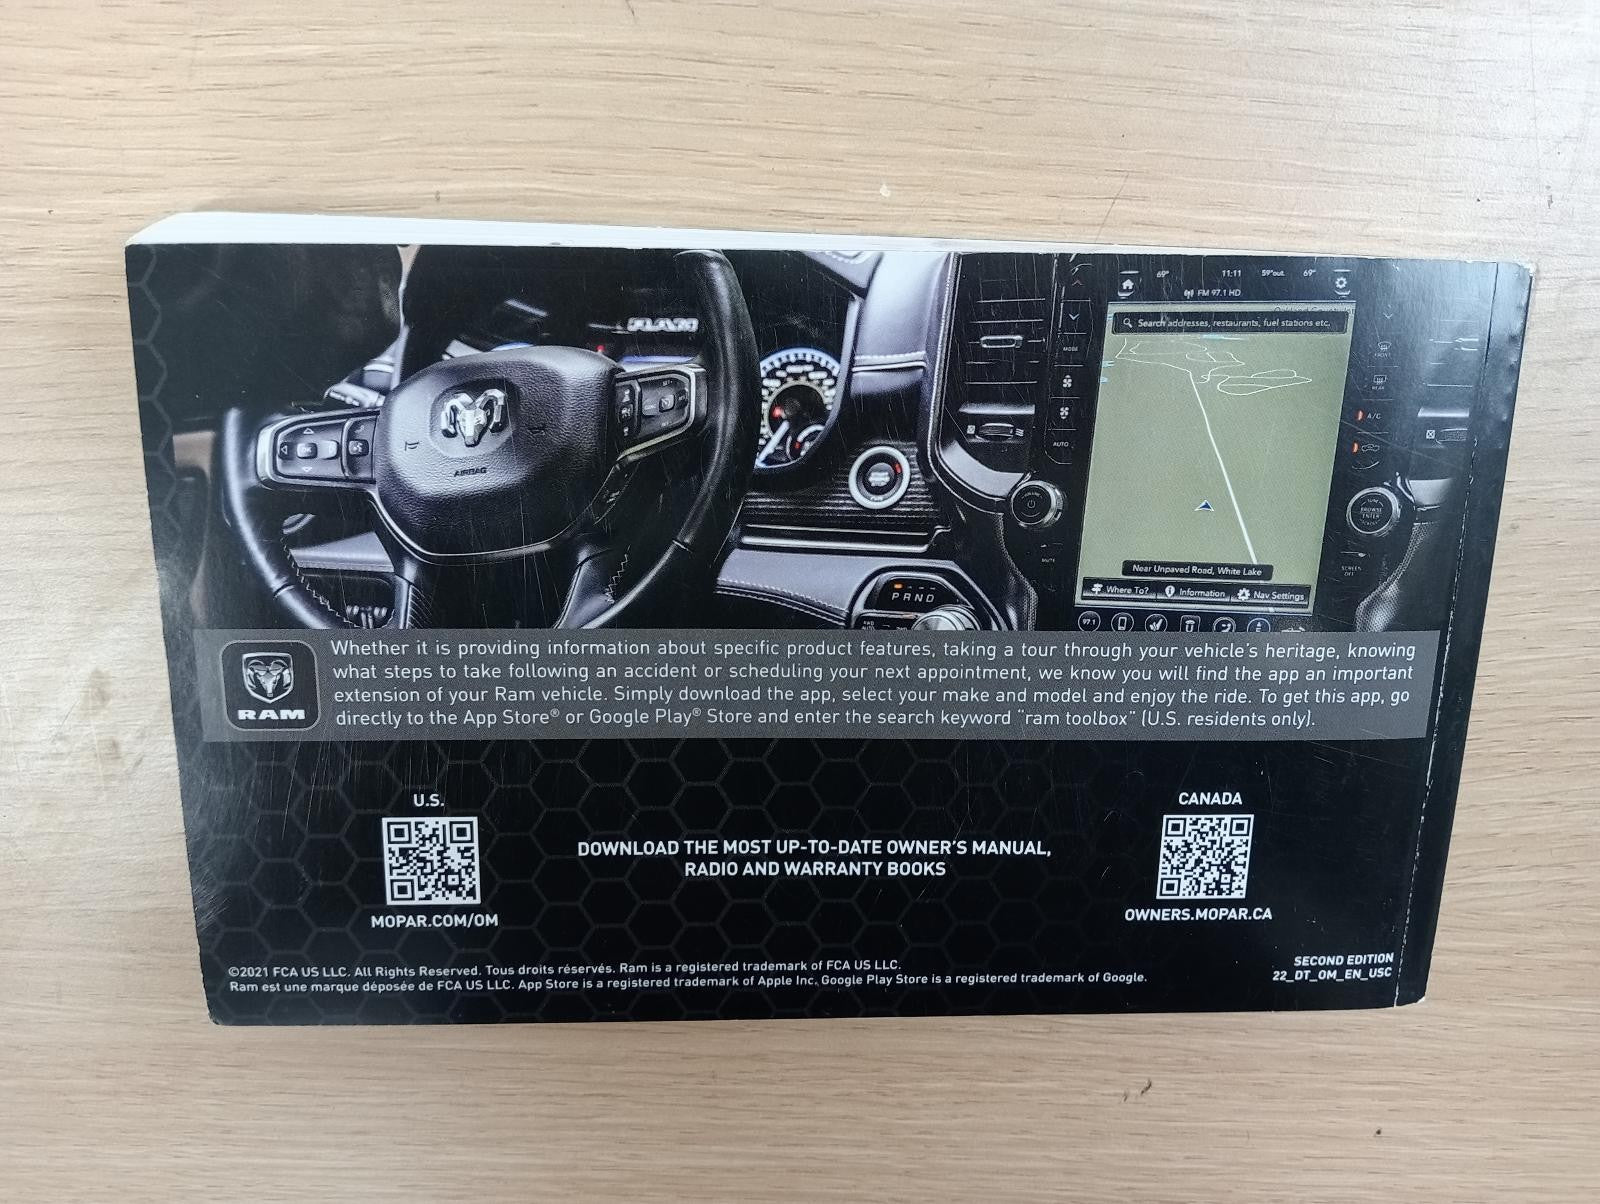 RAM
AIRBAG
69°
11:11
59°out
69°
FM 97.1 HD
Search addresses, restaurants, fuel stations etc.
MODE
AUTO
MUTE
FRONT
REAR
A/C
BROWSE
ENTER
SCREEN
OFF
Near Unpaved Road, White Lake
Where To?
Information
Nav Settings
P R N D
97.1
RAM
Whether it is providing information about specific product features, taking a tour through your vehicle's heritage, knowing
what steps to take following an accident or scheduling your next appointment, we know you will find the app an important
extension of your Ram vehicle. Simply download the app, select your make and model and enjoy the ride. To get this app, go
directly to the App Store® or Google Play® Store and enter the search keyword "ram toolbox" (U.S. residents only).
U.S.
MOPAR.COM/OM
DOWNLOAD THE MOST UP-TO-DATE OWNER'S MANUAL,
RADIO AND WARRANTY BOOKS
CANADA
OWNERS.MOPAR.CA
©2021 FCA US LLC. All Rights Reserved. Tous droits réservés. Ram is a registered trademark of FCA US LLC.
Ram est une marque déposée de FCA US LLC. App Store is a registered trademark of Apple Inc. Google Play Store is a registered trademark of Google.
SECOND EDITION
22_DT_OM_EN_USC